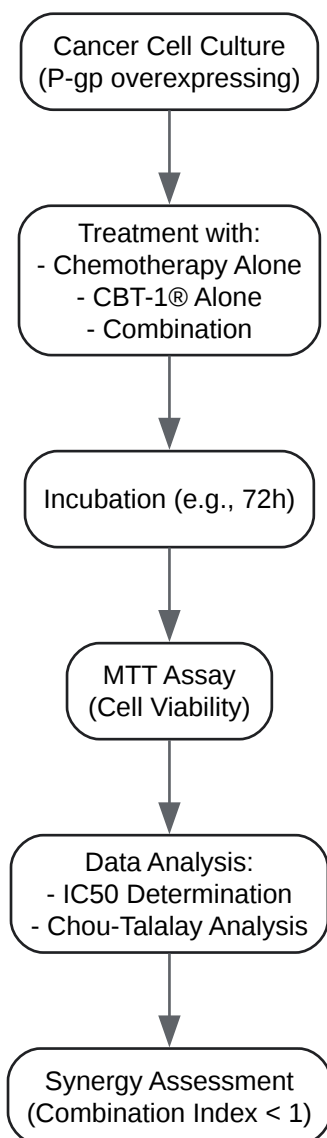 Cancer Cell Culture
(P-gp overexpressing)
Treatment with:
- Chemotherapy Alone
- CBT-1® Alone
- Combination
Incubation (e.g., 72h)
MTT Assay
(Cell Viability)
Data Analysis:
- IC50 Determination
- Chou-Talalay Analysis
Synergy Assessment
(Combination Index < 1)